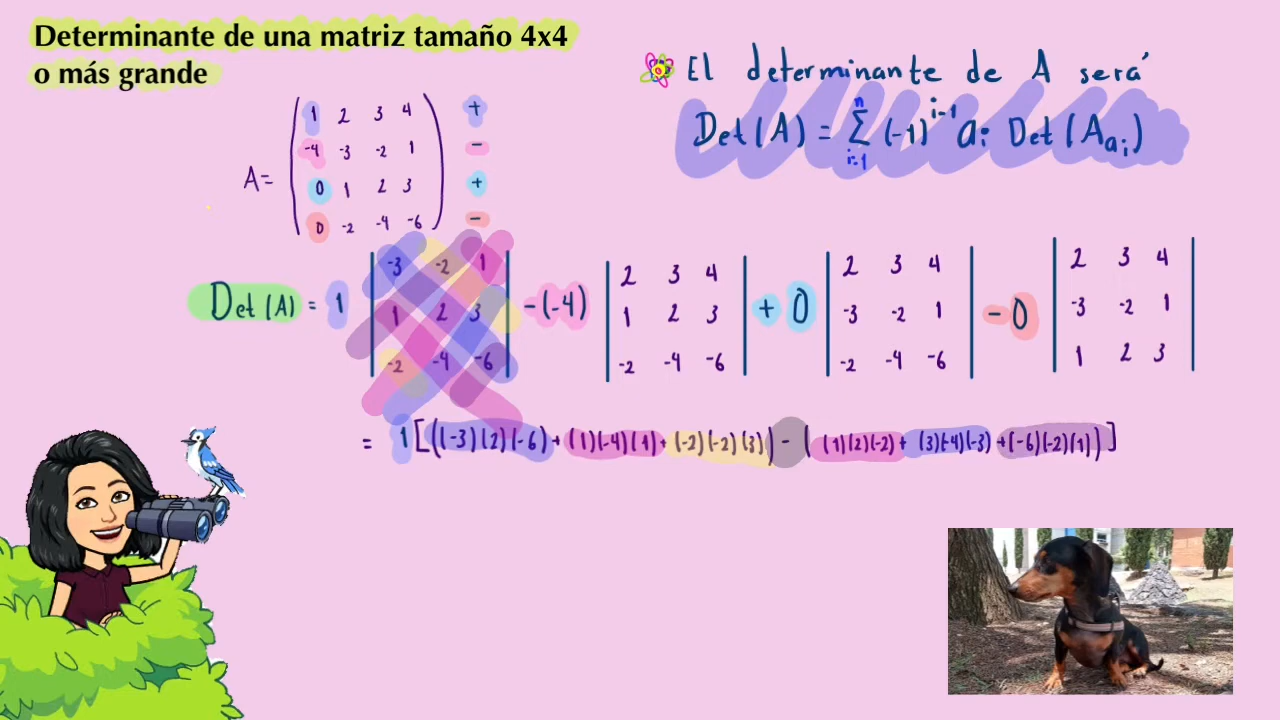 Determinante de una matriz tamaño 4x4
o más grande
El determinante de A será
Det(A) = n Σ i=1 (-1)^i-1 a_i Det(A_a_i)
1 2 3 4 +
-4 -3 -2 1 -
A= 0 1 2 3 +
0 -2 -4 -6 -
-3 -2 1 2 3 4 2 3 4 2 3 4
Det(A) = 1 1 2 3 -(-4) 1 2 3 + 0 -3 -2 1 - 0 -3 -2 1
-2 -4 -6 -2 -4 -6 -2 -4 -6 1 2 3
= 1[((-3)(2)(-6)+(1)(-4)(1)+(-2)(-2)(3))-((1)(2)(-2)+(3)(-4)(-3)+(-6)(-2)(1))]